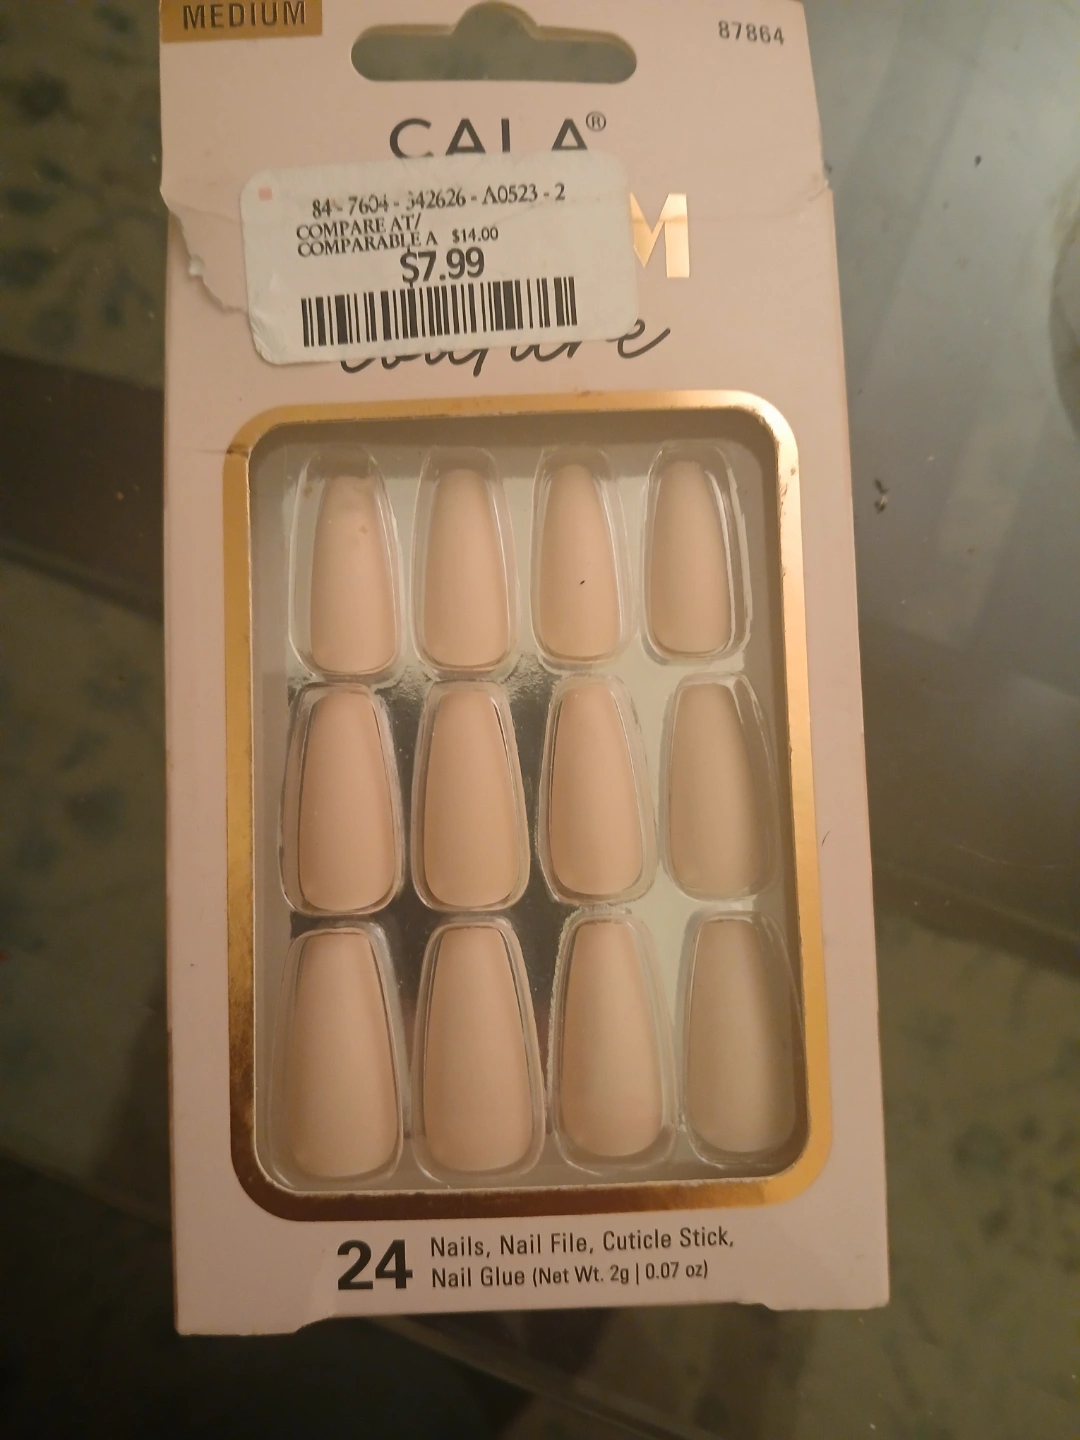 MEDIUM
87864
CALA®
84-7604-342626-A0523-2
COMPARE AT/
COMPARABLE A $14.00
$7.99
M
couture
24 Nails, Nail File, Cuticle Stick,
Nail Glue (Net Wt. 2g | 0.07 oz)